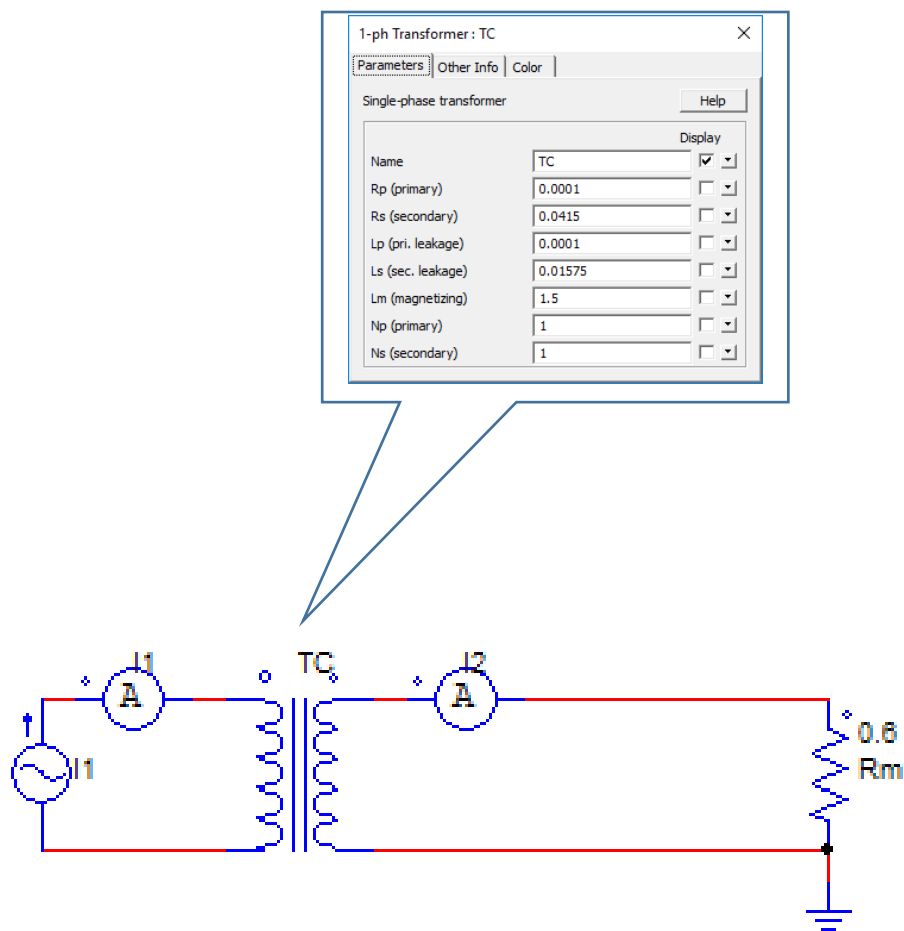 1-ph Transformer : TC
Parameters Other Info Color
Single-phase transformer Help
Display
Name TC
Rp (primary) 0.0001
Rs (secondary) 0.0415
Lp (pri. leakage) 0.0001
Ls (sec. leakage) 0.01575
Lm (magnetizing) 1.5
Np (primary) 1
Ns (secondary) 1
I1 TC I2
A A
0.6
I1 Rm